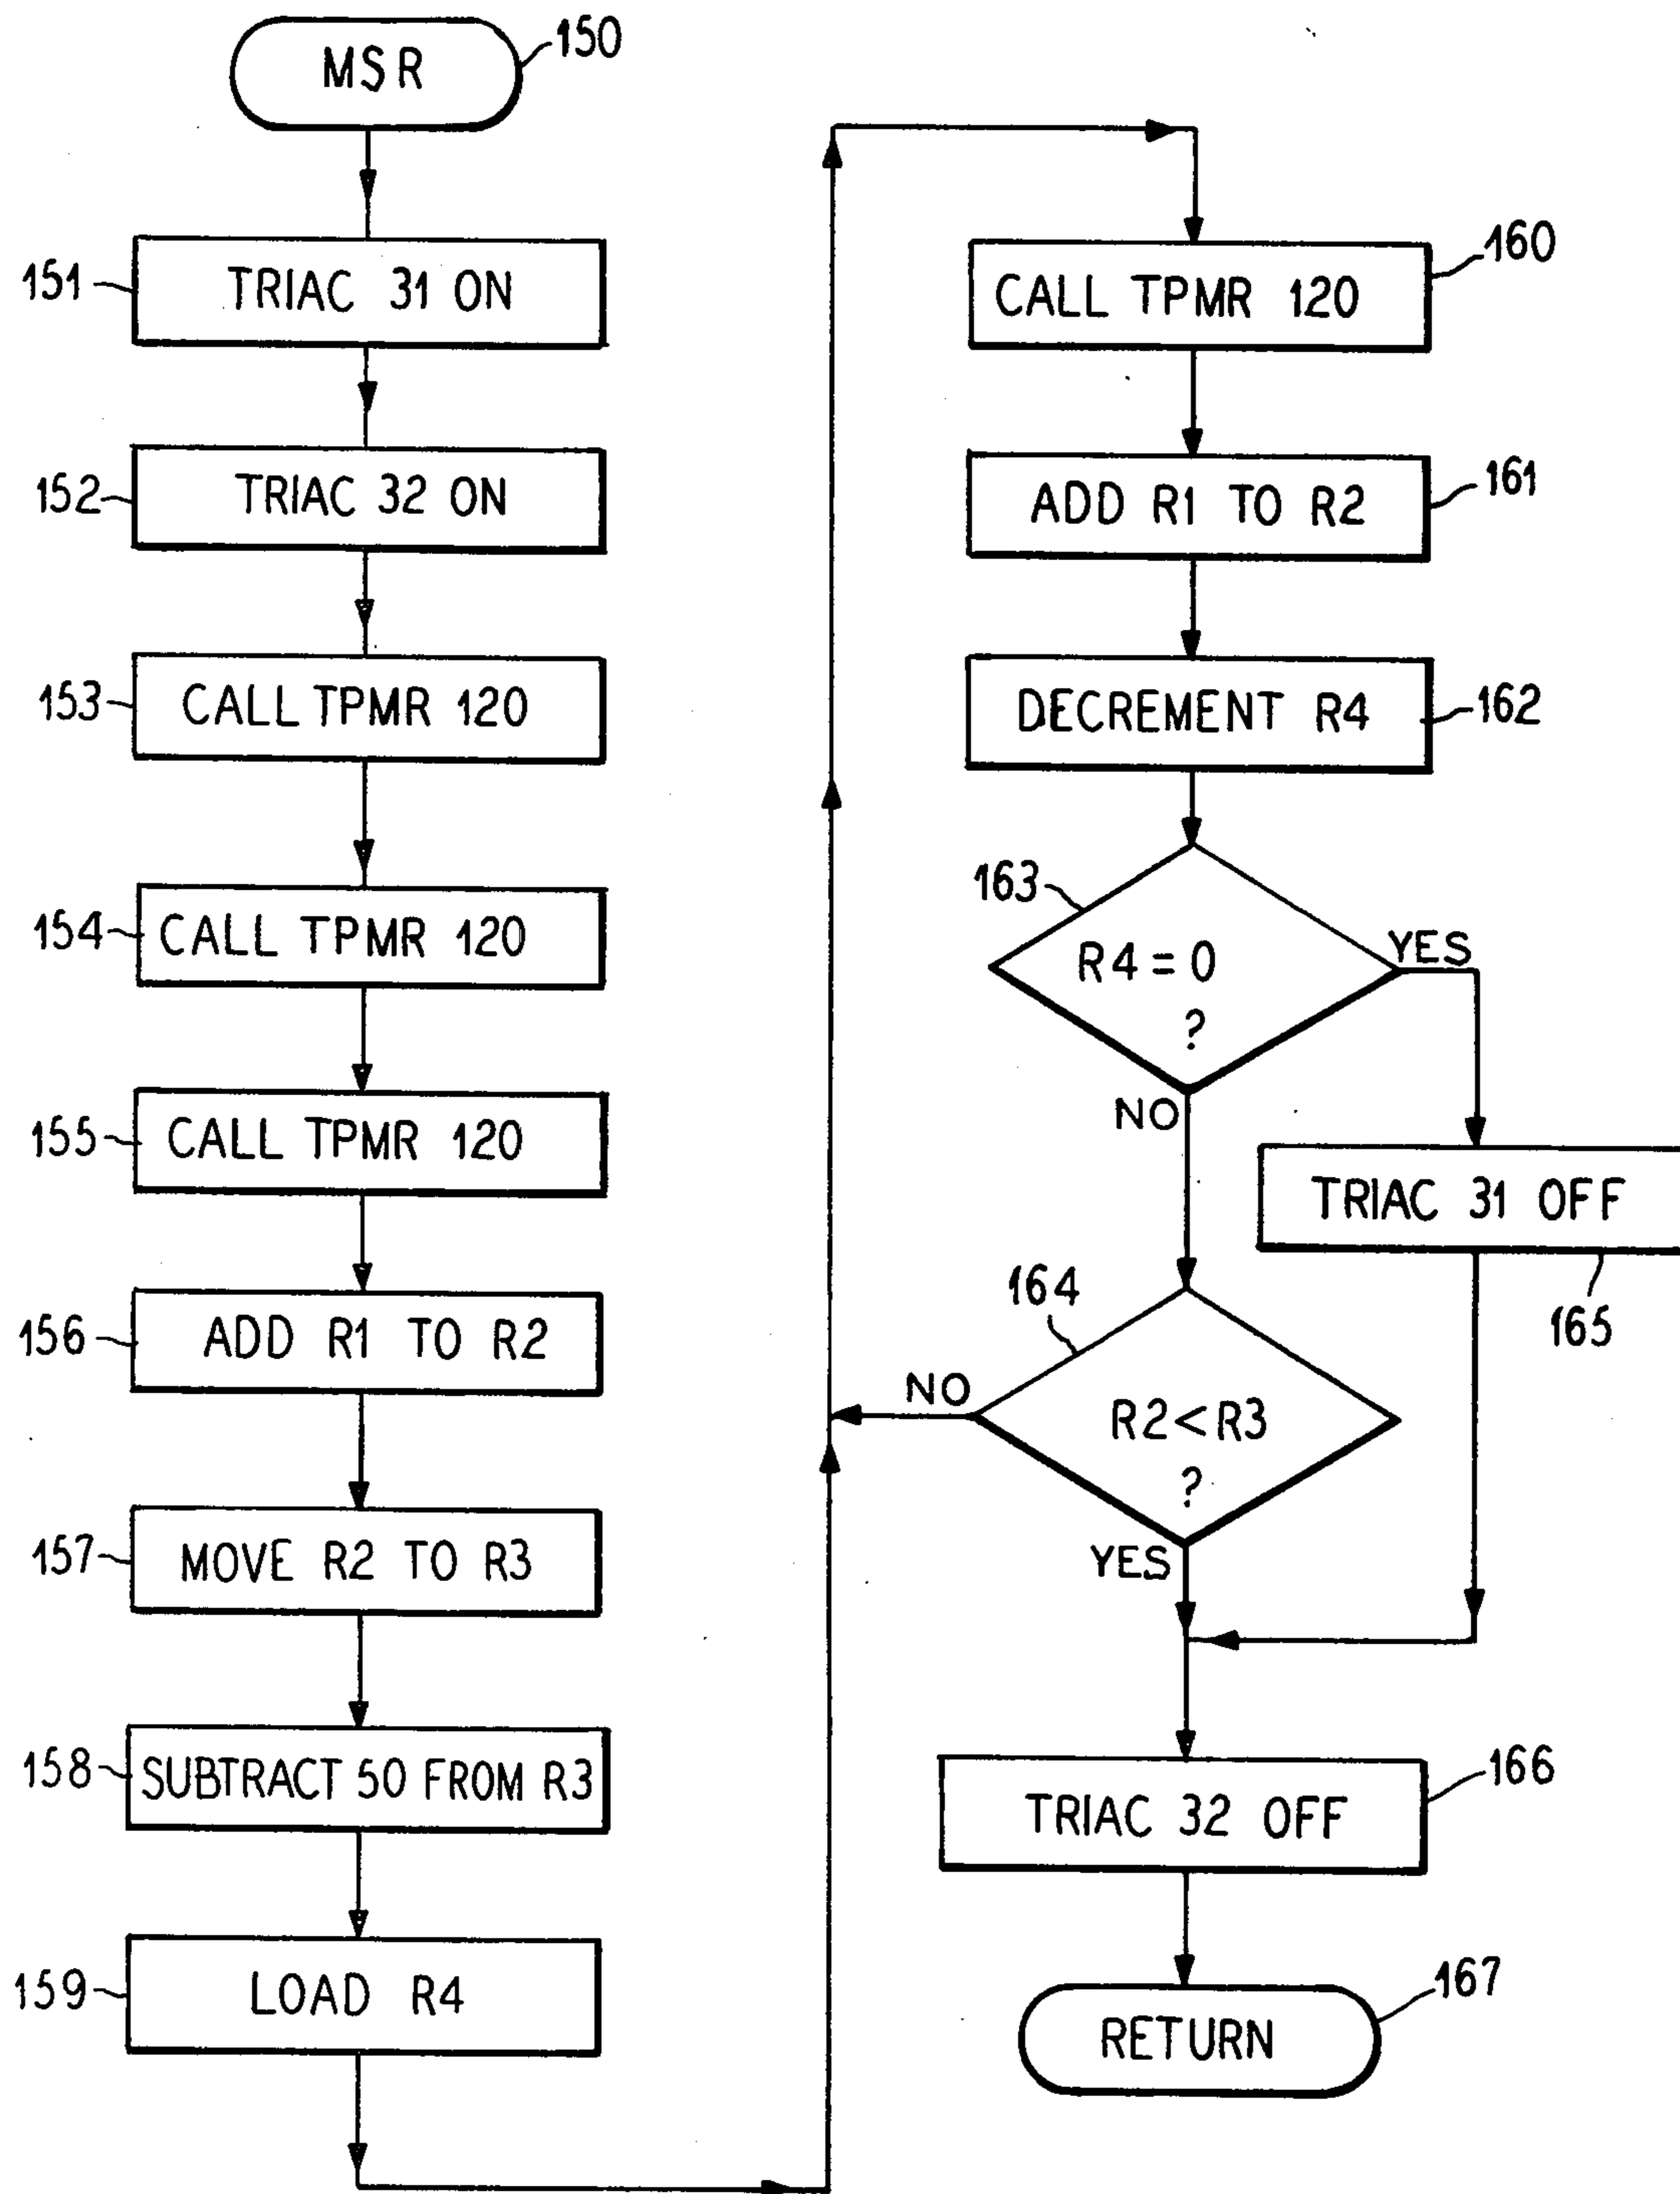 MSR
150
151
TRIAC 31 ON
152
TRIAC 32 ON
153
CALL TPMR 120
154
CALL TPMR 120
155
CALL TPMR 120
156
ADD R1 TO R2
157
MOVE R2 TO R3
158
SUBTRACT 50 FROM R3
159
LOAD R4
160
CALL TPMR 120
161
ADD R1 TO R2
162
DECREMENT R4
163
R4 = 0
?
YES
NO
TRIAC 31 OFF
165
164
NO
R2 < R3
?
YES
166
TRIAC 32 OFF
167
RETURN